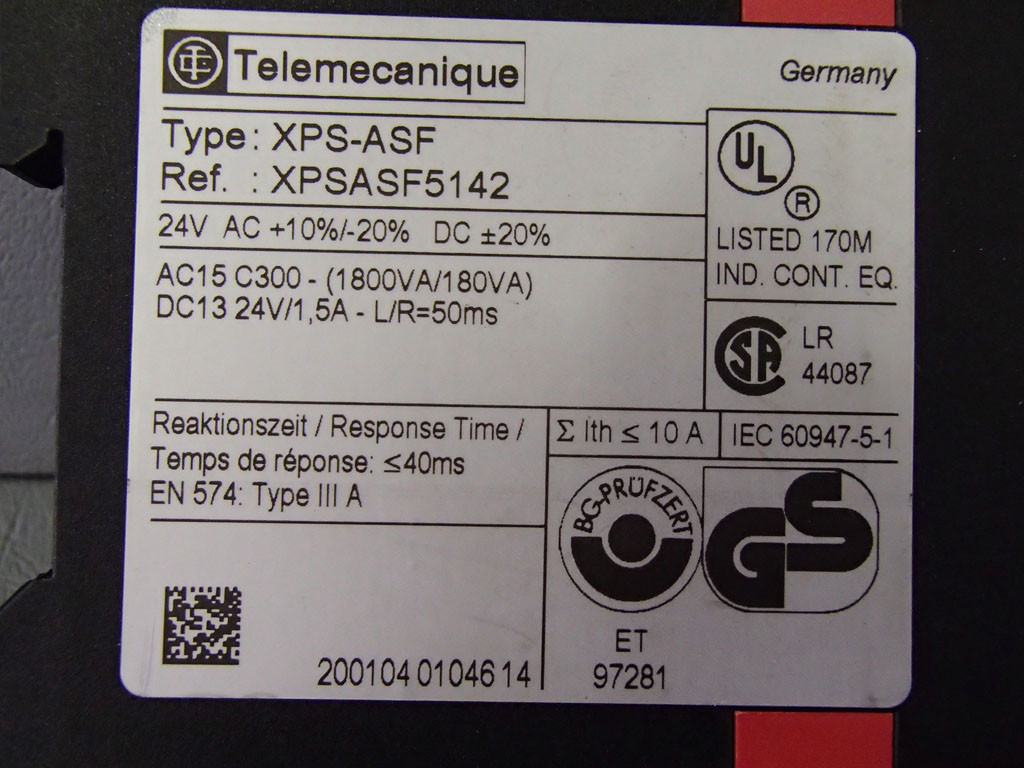 TE Telemecanique
Germany
Type: XPS-ASF
Ref. : XPSASF5142
24V AC +10%/-20% DC ±20%
AC15 C300 - (1800VA/180VA)
DC13 24V/1,5A - L/R=50ms
UL
®
LISTED 170M
IND. CONT. EQ.
SA
LR
44087
Reaktionszeit / Response Time /
Temps de réponse: ≤40ms
EN 574: Type III A
Σ Ith ≤ 10 A
IEC 60947-5-1
BG-PRÜFZERT
GS
ET
97281
200104 0104614